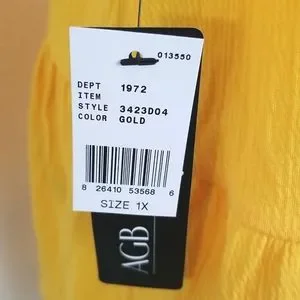 013550
DEPT 1972
ITEM
STYLE 3423D04
COLOR GOLD
8 26410 53568 6
SIZE 1X
AGB